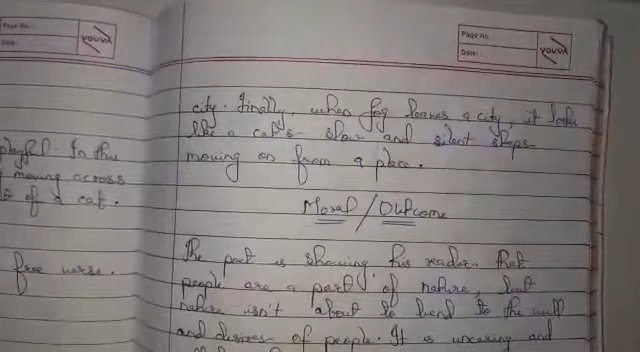 Page No.
Date:
youva
Page No.
Date:
youva
playful. In the
moving across
of a cat.
free verse.
city. Finally, when fog leaves a city, it looks
like a cat's slow and silent steps
moving on from a place.
Moral / Outcome
The poet is showing his readers that
people are a part of nature, but
nature isn't about to bend to the will
and desires of people. It is uncaring and